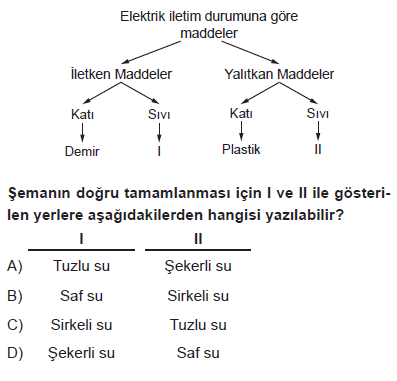 Elektrik iletim durumuna göre
maddeler
İletken Maddeler Yalıtkan Maddeler
Katı Sıvı Katı Sıvı
Demir I Plastik II
Şemanın doğru tamamlanması için I ve II ile gösteri-
len yerlere aşağıdakilerden hangisi yazılabilir?
I II
A) Tuzlu su Şekerli su
B) Saf su Sirkeli su
C) Sirkeli su Tuzlu su
D) Şekerli su Saf su